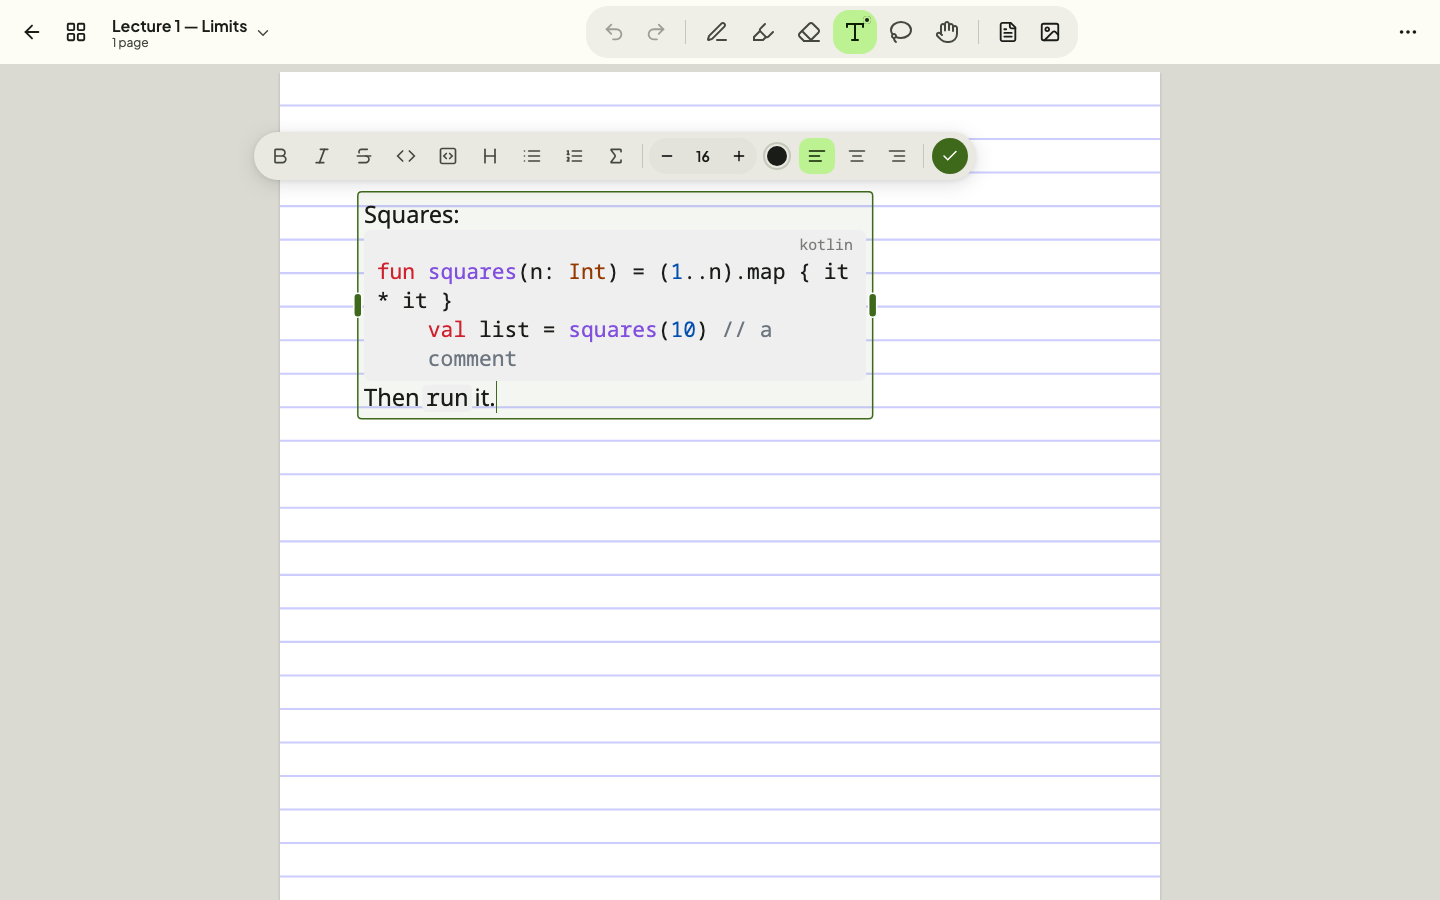 Lecture 1 — Limits
1 page
16
Squares:
kotlin
fun squares(n: Int) = (1..n).map { it
* it }
    val list = squares(10) // a
    comment
Then run it.